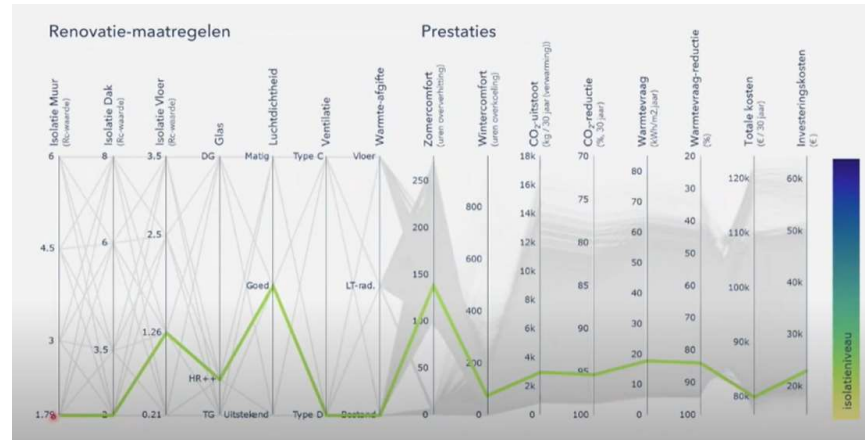 Renovatie-maatregelen
Prestaties
Isolatie Muur
(Rc-waarde)
Isolatie Dak
(Rc-waarde)
Isolatie Vloer
(Rc-waarde)
Glas
Luchtdichtheid
Ventilatie
Warmte-afgifte
Zomercomfort
(uren oververhitting)
Wintercomfort
(uren overkoeling)
CO₂-uitstoot
(kg / 30 jaar (verwarming))
CO₂-reductie
(%, 30 jaar)
Warmtevraag
(kWh/m2.jaar)
Warmtevraag-reductie
(%)
Totale kosten
(€ / 30 jaar)
Investeringskosten
(€)
6
4.5
3
1.79
8
6
3.5
2
3.5
2.5
1.26
0.21
DG
HR++
TG
Matig
Goed
Uitstekend
Type C
Type D
Vloer
LT-rad.
Bestand
250
200
150
100
50
0
800
600
400
200
0
18k
16k
14k
12k
10k
8k
6k
4k
2k
0
70
75
80
85
90
95
100
80
70
60
50
40
30
20
10
0
20
30
40
50
60
70
80
90
100
120k
110k
100k
90k
80k
60k
50k
40k
30k
20k
isolatieniveau